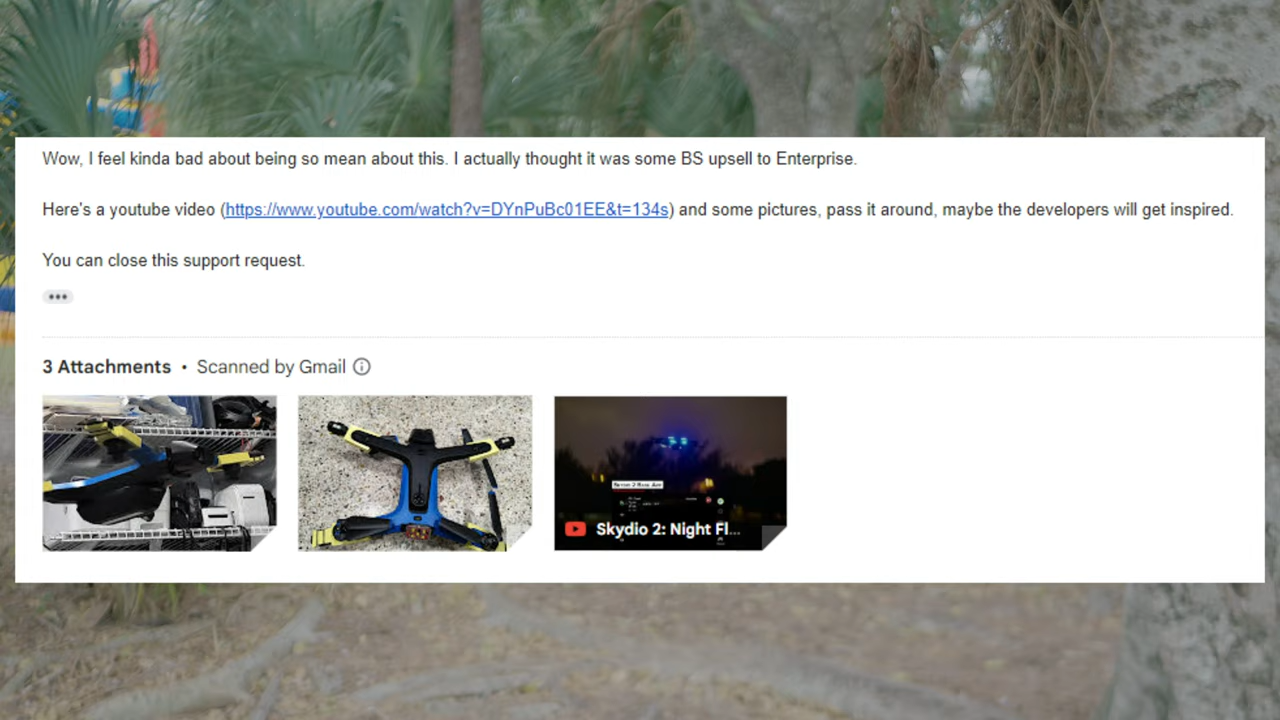 Wow, I feel kinda bad about being so mean about this. I actually thought it was some BS upsell to Enterprise.
Here's a youtube video (https://www.youtube.com/watch?v=DYnPuBc01EE&t=134s) and some pictures, pass it around, maybe the developers will get inspired.
You can close this support request.
3 Attachments • Scanned by Gmail
Skydio 2: Night Fl...